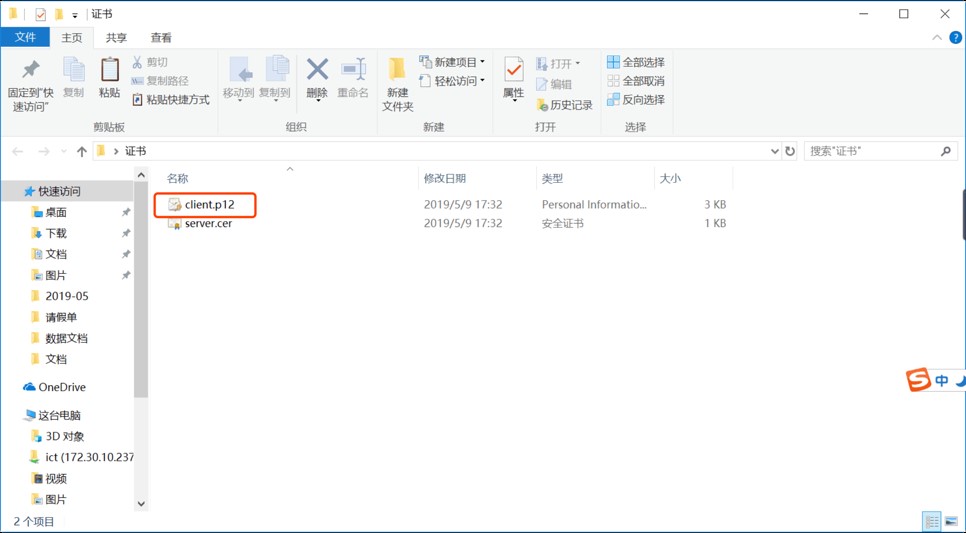 证书
文件 主页 共享 查看
固定到"快速访问"
复制
粘贴
剪切
复制路径
粘贴快捷方式
剪贴板
移动到
复制到
删除
重命名
组织
新建文件夹
新建项目
轻松访问
新建
属性
打开
编辑
历史记录
打开
全部选择
全部取消
反向选择
选择
证书
搜索"证书"
名称 修改日期 类型 大小
client.p12 2019/5/9 17:32 Personal Informatio... 3 KB
server.cer 2019/5/9 17:32 安全证书 1 KB
快速访问
桌面
下载
文档
图片
2019-05
请假单
数据文档
文档
OneDrive
这台电脑
3D 对象
ict (172.30.10.237
视频
图片
2 个项目
S 中